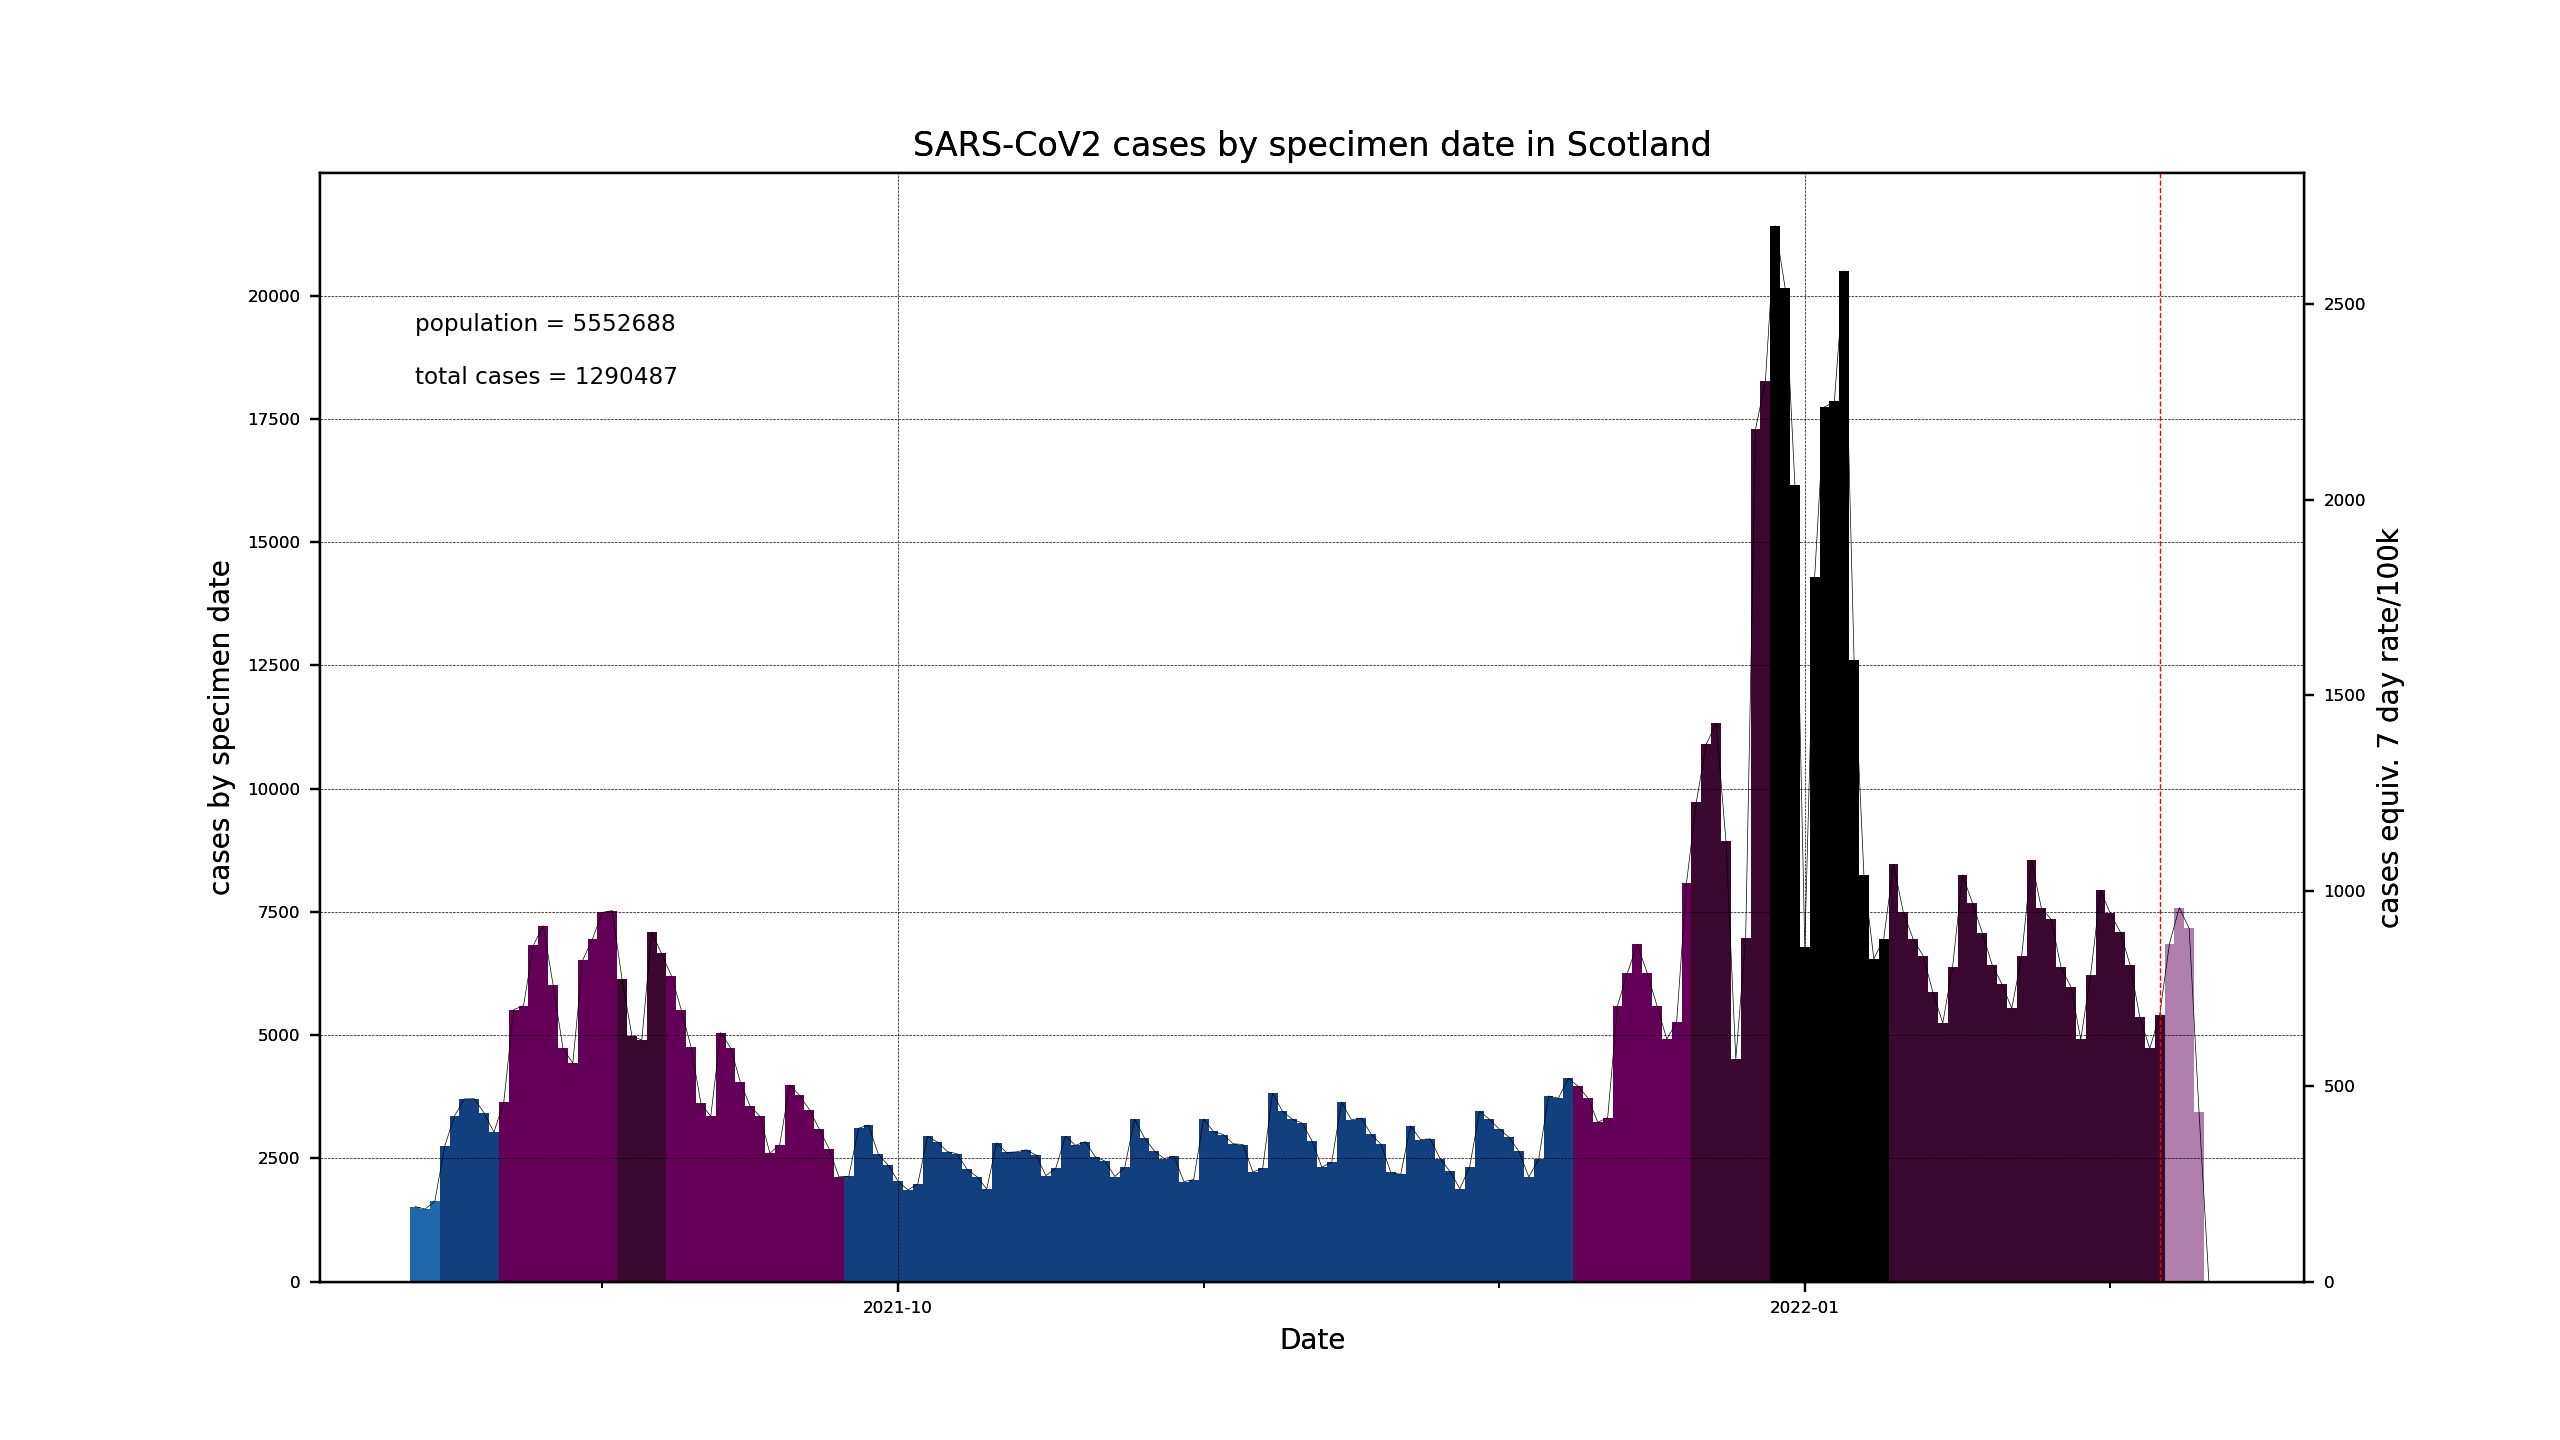 SARS-CoV2 cases by specimen date in Scotland
population = 5552688
total cases = 1290487
cases by specimen date
20000
17500
15000
12500
10000
7500
5000
2500
0
2500
2000
1500
1000
500
0
cases equiv. 7 day rate/100k
2021-10
2022-01
Date